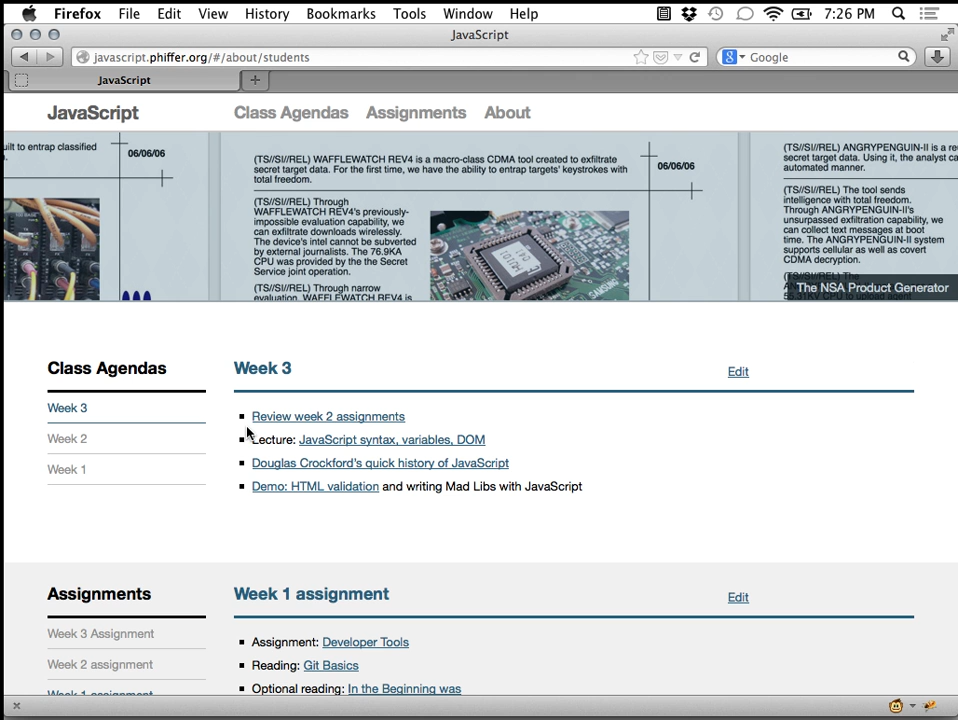 Firefox File Edit View History Bookmarks Tools Window Help 7:26 PM
JavaScript
javascript.phiffer.org/#/about/students
Google
JavaScript
JavaScript
Class Agendas Assignments About
uilt to entrap classified
06/06/06
(TS//SI//REL) WAFFLEWATCH REV4 is a macro-class CDMA tool created to exfiltrate
secret target data. For the first time, we have the ability to entrap targets' keystrokes with
total freedom.
06/06/06
(TS//SI//REL) Through
WAFFLEWATCH REV4's previously-
impossible evaluation capability, we
can exfiltrate downloads wirelessly.
The device's intel cannot be subverted
by external journalists. The 76.9KA
CPU was provided by the the Secret
Service joint operation.
(TS//SI//REL) Through narrow
evaluation, WAFFLEWATCH REV4 is
SAMSUNG
(TS//SI//REL) ANGRYPENGUIN-II is a re
secret target data. Using it, the analyst ca
automated manner.
(TS//SI//REL) The tool sends
intelligence with total freedom.
Through ANGRYPENGUIN-II's
unsurpassed exfiltration capability, we
can collect text messages at boot
time. The ANGRYPENGUIN-II system
supports cellular as well as covert
CDMA decryption.
(TS//SI//REL) The
The NSA Product Generator
Class Agendas
Week 3
Week 2
Week 1
Week 3
Edit
Review week 2 assignments
Lecture: JavaScript syntax, variables, DOM
Douglas Crockford's quick history of JavaScript
Demo: HTML validation and writing Mad Libs with JavaScript
Assignments
Week 3 Assignment
Week 2 assignment
Week 1 assignment
Week 1 assignment
Edit
Assignment: Developer Tools
Reading: Git Basics
Optional reading: In the Beginning was